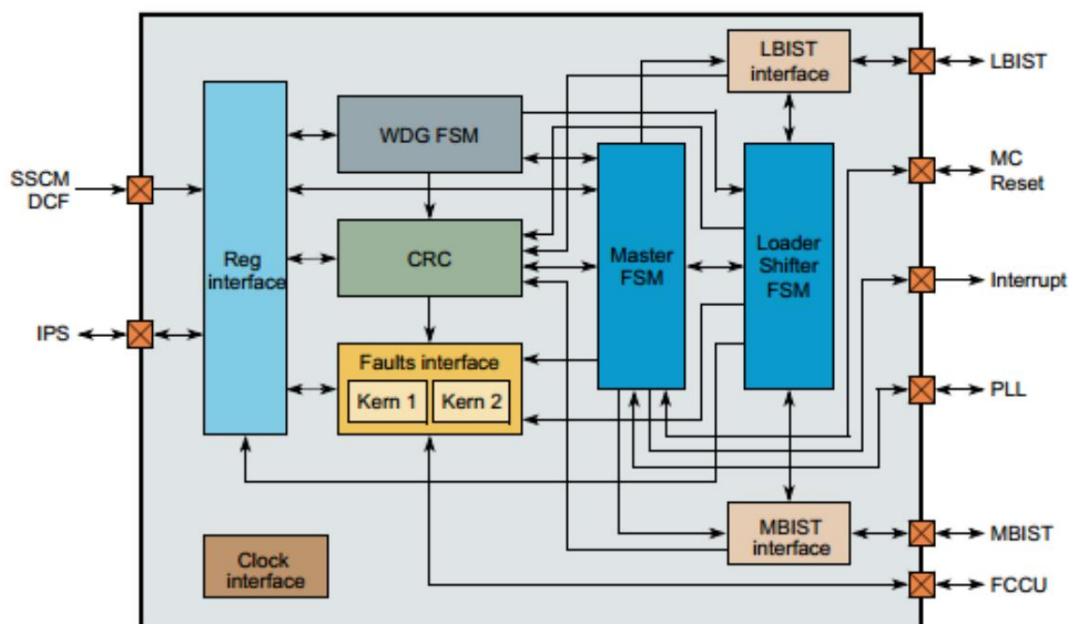 LBIST
interface
LBIST
WDG FSM
SSCM
DCF
MC
Reset
Reg
interface
CRC
Master
FSM
Loader
Shifter
FSM
Interrupt
IPS
Faults interface
Kern 1
Kern 2
PLL
MBIST
interface
MBIST
Clock
interface
FCCU